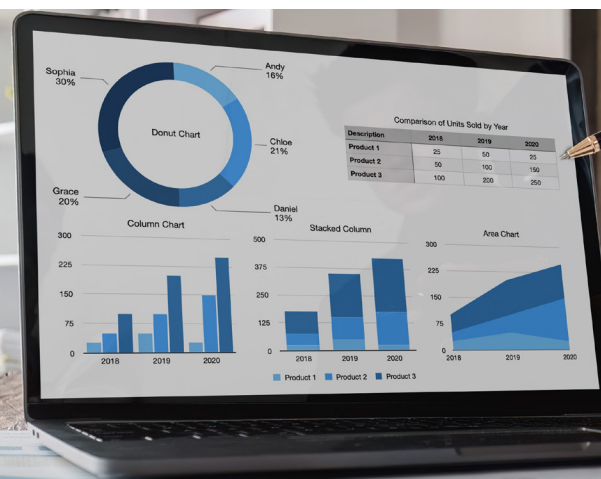 Sophia
30%
Andy
16%
Donut Chart
Chloe
21%
Grace
20%
Daniel
13%
Comparison of Units Sold by Year
Description 2018 2019 2020
Product 1 25 50 25
Product 2 50 100 150
Product 3 100 200 250
Column Chart
300
225
150
75
0
2018 2019 2020
Stacked Column
500
375
250
125
0
2018 2019 2020
Area Chart
300
225
150
75
0
2018 2019 2020
Product 1 Product 2 Product 3